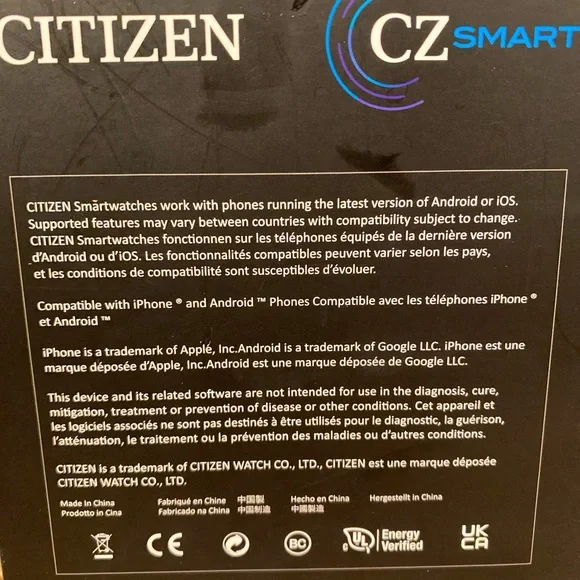 CITIZEN CZ SMART
CITIZEN Smartwatches work with phones running the latest version of Android or iOS.
Supported features may vary between countries with compatibility subject to change.
CITIZEN Smartwatches fonctionnen sur les téléphones équipés de la dernière version
d'Android ou d'iOS. Les fonctionnalités compatibles peuvent varier selon les pays,
et les conditions de compatibilité sont susceptibles d'évoluer.
Compatible with iPhone ® and Android ™ Phones Compatible avec les téléphones iPhone ®
et Android ™
iPhone is a trademark of Apple, Inc.Android is a trademark of Google LLC. iPhone est une
marque déposée d'Apple, Inc.Android est une marque déposée de Google LLC.
This device and its related software are not intended for use in the diagnosis, cure,
mitigation, treatment or prevention of disease or other conditions. Cet appareil et
les logiciels associés ne sont pas destinés à être utilisés pour le diagnostic, la guérison,
l'atténuation, le traitement ou la prévention des maladies ou d'autres conditions.
CITIZEN is a trademark of CITIZEN WATCH CO., LTD., CITIZEN est une marque déposée
CITIZEN WATCH CO., LTD.
Made in China Fabriqué en Chine 中国製 Hecho en China Hergestellt in China
Prodotto in Cina Fabricado na China 中国制造 中國製造
CE BC UL Energy Verified UK CA